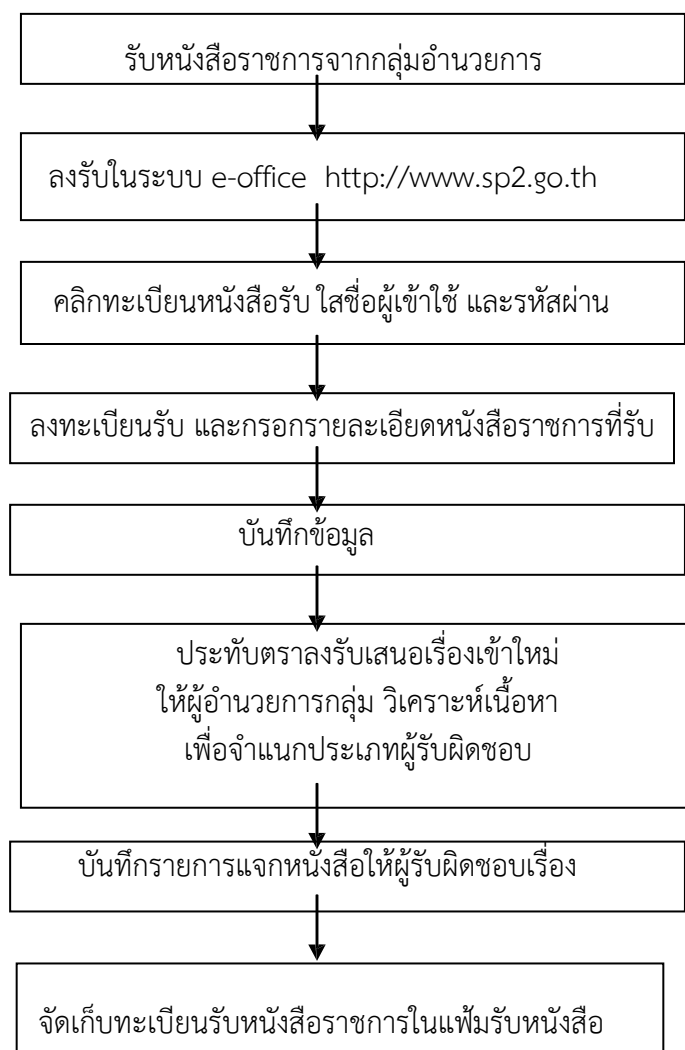 รับหนังสือราชการจากกลุ่มอำนวยการ
ลงรับในระบบ e-office http://www.sp2.go.th
คลิกทะเบียนหนังสือรับ ใสชื่อผู้เข้าใช้ และรหัสผ่าน
ลงทะเบียนรับ และกรอกรายละเอียดหนังสือราชการที่รับ
บันทึกข้อมูล
ประทับตราลงรับเสนอเรื่องเข้าใหม่
ให้ผู้อำนวยการกลุ่ม วิเคราะห์เนื้อหา
เพื่อจำแนกประเภทผู้รับผิดชอบ
บันทึกรายการแจกหนังสือให้ผู้รับผิดชอบเรื่อง
จัดเก็บทะเบียนรับหนังสือราชการในแฟ้มรับหนังสือ